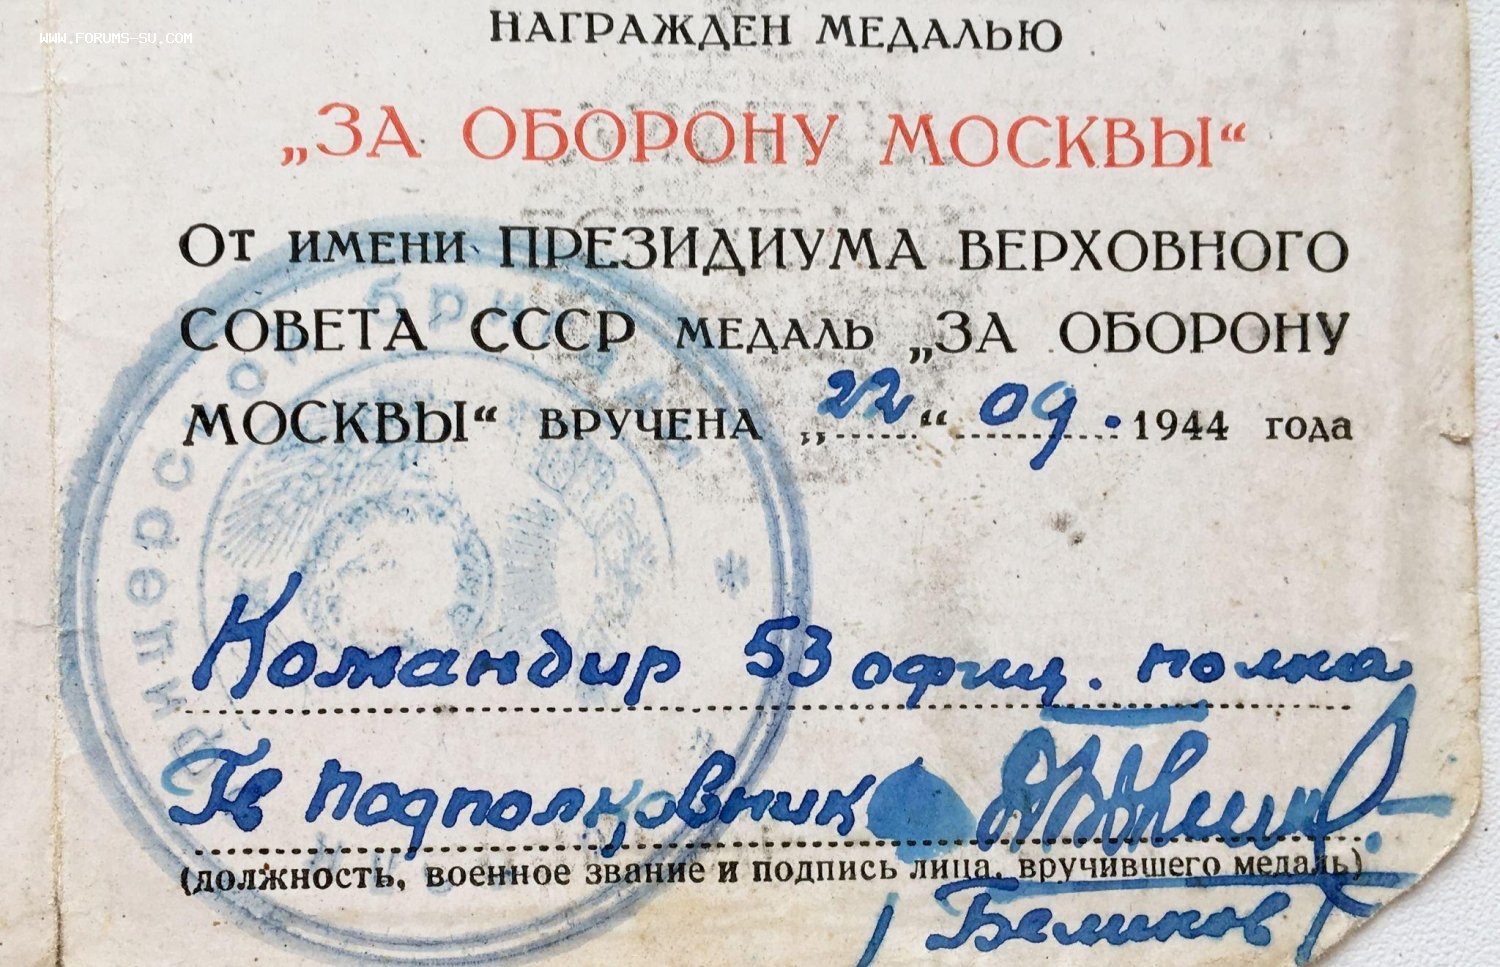 WWW.FORUMS-SU.COM
НАГРАЖДЕН МЕДАЛЬЮ
„ЗА ОБОРОНУ МОСКВЫ“
От имени ПРЕЗИДИУМА ВЕРХОВНОГО
СОВЕТА СССР медаль „ЗА ОБОРОНУ
МОСКВЫ“ вручена „22“ 09. 1944 года
Командир 53 офиц. полка
Гв подполковник
(должность, военное звание и подпись лица, вручившего медаль)
(Беликов)